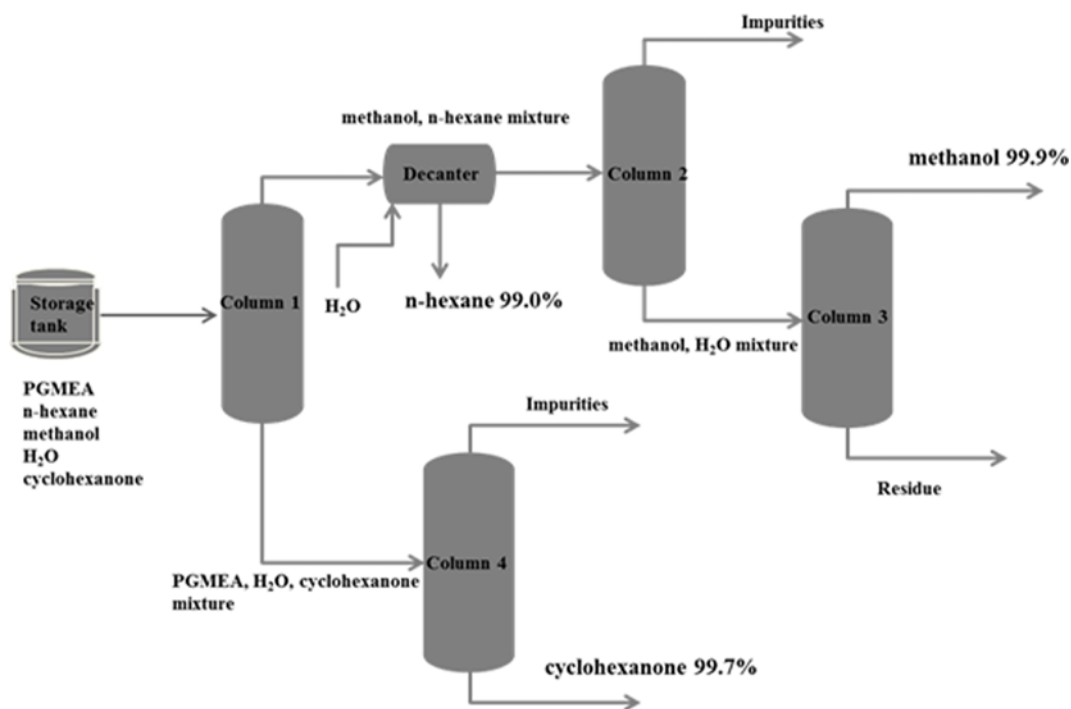 Impurities
methanol, n-hexane mixture
Decanter
Column 2
methanol 99.9%
Storage
tank
Column 1
H₂O
n-hexane 99.0%
Column 3
methanol, H₂O mixture
PGMEA
n-hexane
methanol
H₂O
cyclohexanone
Impurities
Residue
Column 4
PGMEA, H₂O, cyclohexanone
mixture
cyclohexanone 99.7%